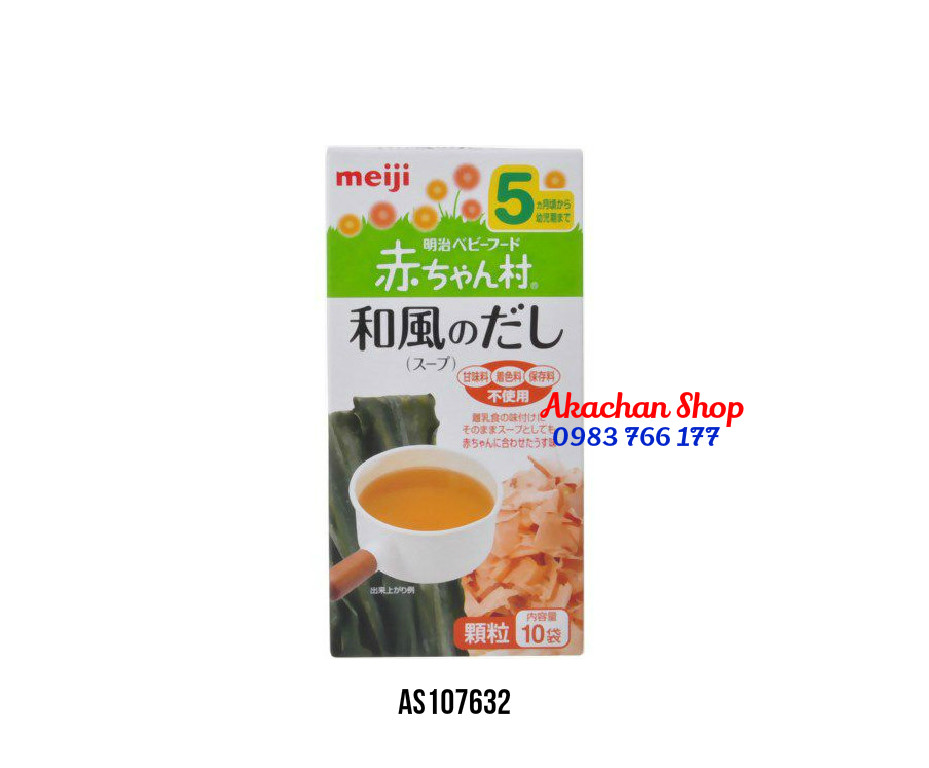 meiji
5
ヵ月頃から
幼児期まで
明治ベビーフード
赤ちゃん村®
和風のだし
(スープ)
甘味料 着色料 保存料
不使用
離乳食の味付けに
そのままスープとしても
赤ちゃんに合わせたうす味
Akachan Shop
0983 766 177
出来上がり例
顆粒
内容量
10袋
AS107632